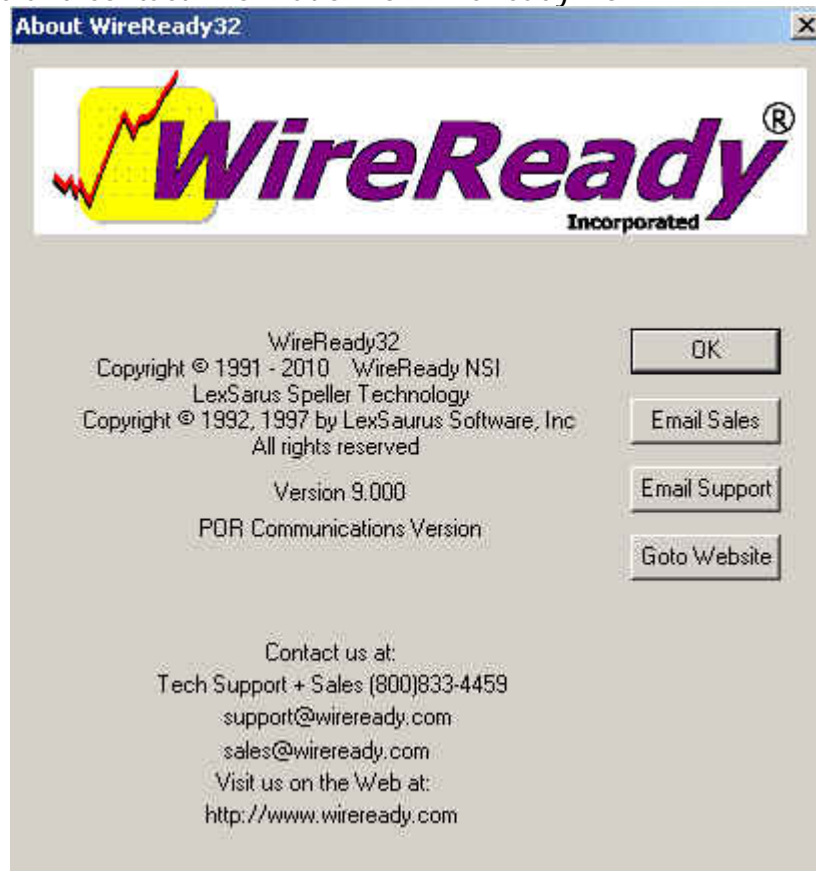 About WireReady32
WireReady®
Incorporated
WireReady32
Copyright © 1991 - 2010 WireReady NSI
LexSarus Speller Technology
Copyright © 1992, 1997 by LexSaurus Software, Inc
All rights reserved
Version 9.000
POR Communications Version
OK
Email Sales
Email Support
Goto Website
Contact us at:
Tech Support + Sales (800)833-4459
support@wireready.com
sales@wireready.com
Visit us on the Web at:
http://www.wireready.com